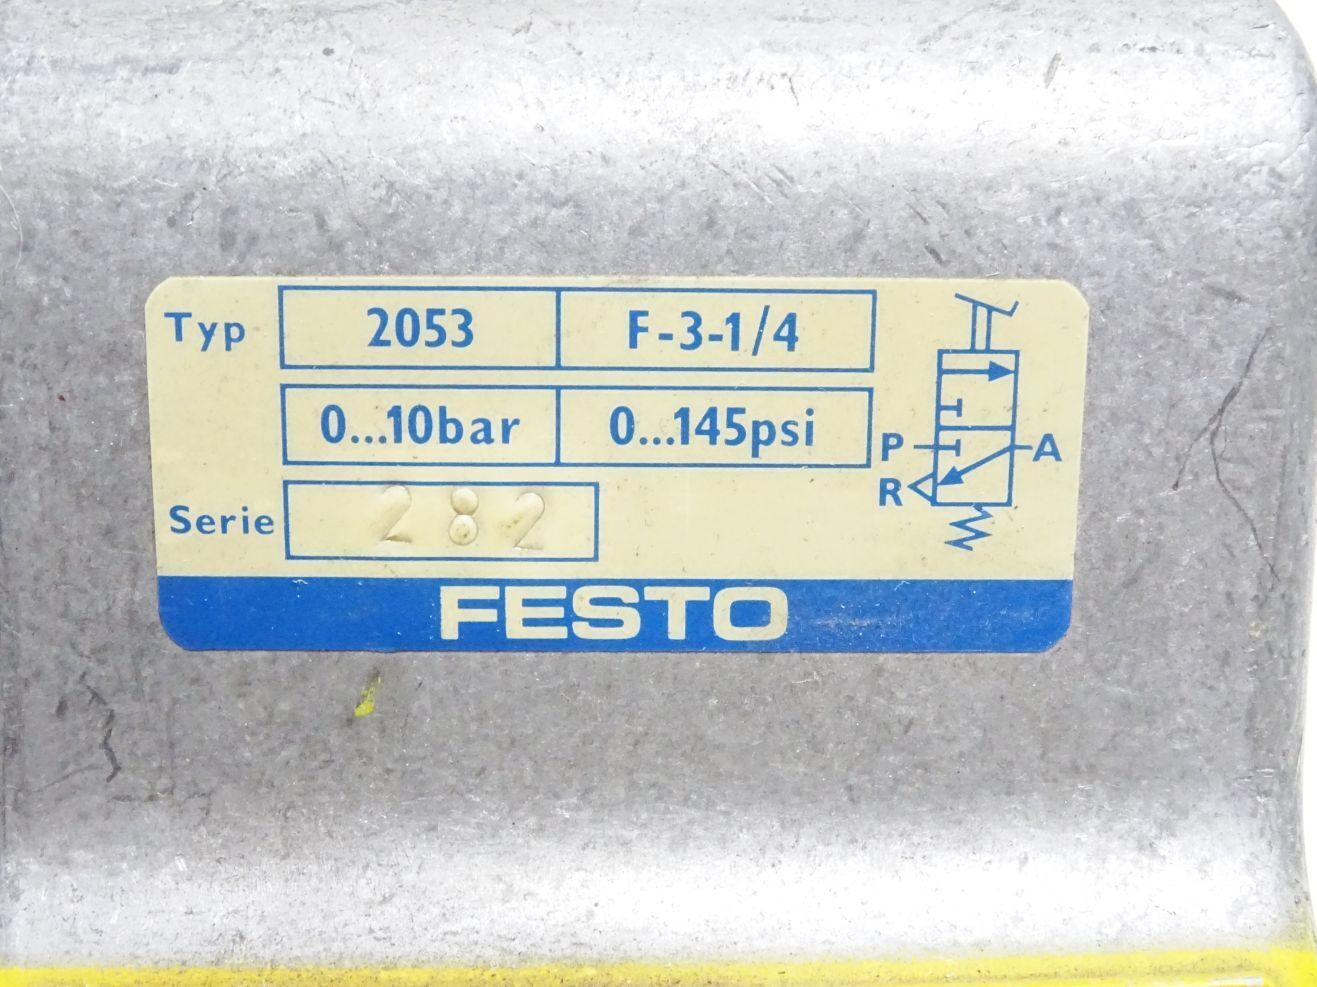 Typ 2053 F-3-1/4
0...10bar 0...145psi
P A
R
Serie 282
FESTO